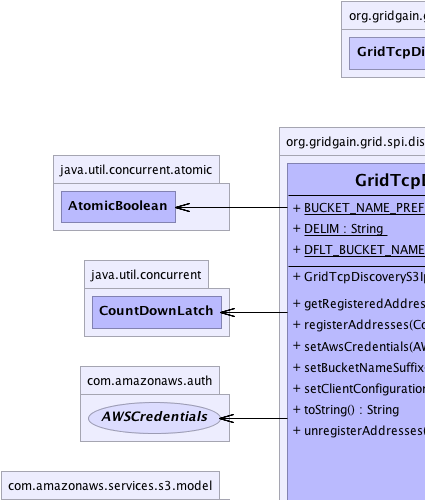 org.gridgain.g
GridTcpDi
org.gridgain.grid.spi.dis
GridTcpD
+ BUCKET_NAME_PREF
+ DELIM : String
+ DFLT_BUCKET_NAME
+ GridTcpDiscoveryS3Ip
+ getRegisteredAddres
+ registerAddresses(Co
+ setAwsCredentials(AW
+ setBucketNameSuffix(
+ setClientConfiguration
+ toString() : String
+ unregisterAddresses(
java.util.concurrent.atomic
AtomicBoolean
java.util.concurrent
CountDownLatch
com.amazonaws.auth
AWSCredentials
com.amazonaws.services.s3.model